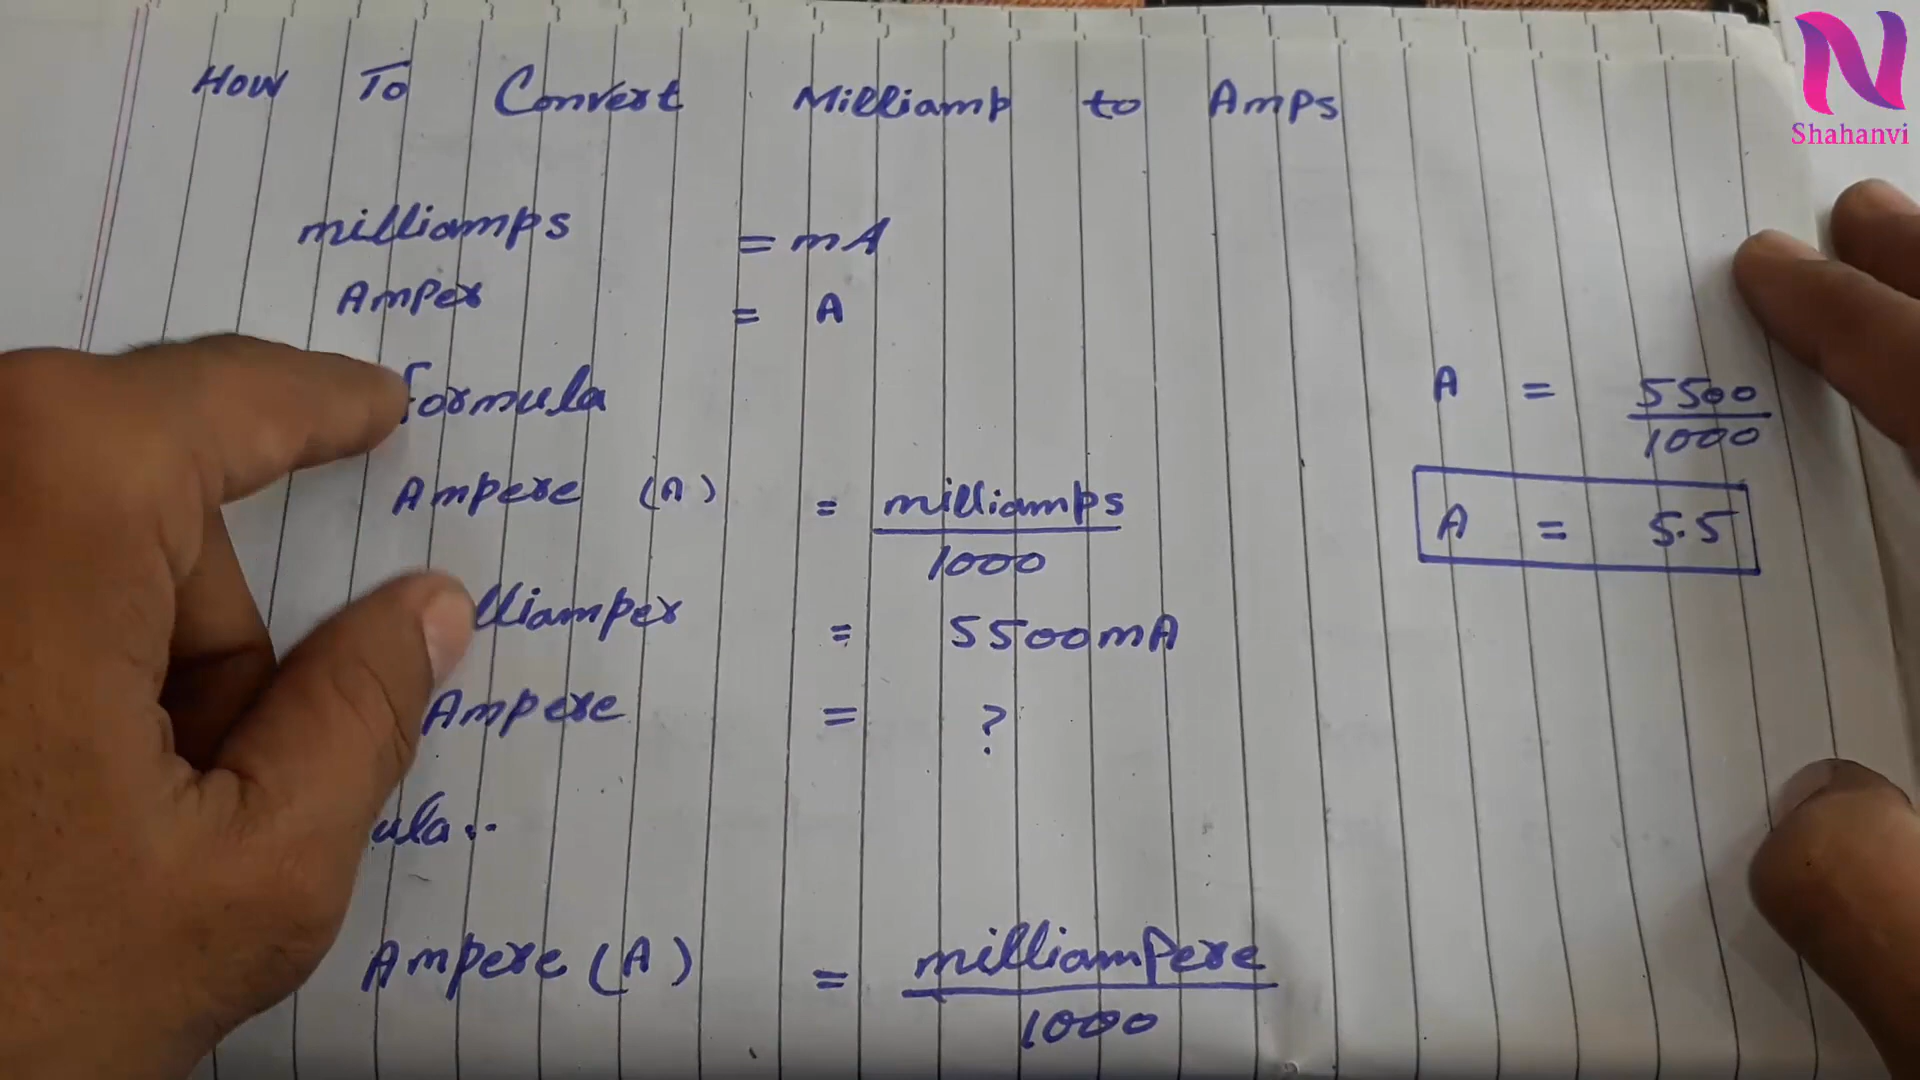 How To Convert Milliamp to Amps
milliamps = mA
Amper = A
Formula
Ampere (A) = milliamps
1000
lliamper = 5500mA
Ampere = ?
ula..
Ampere (A) = milliampere
1000
A = 5500
1000
A = 5.5
N
Shahanvi